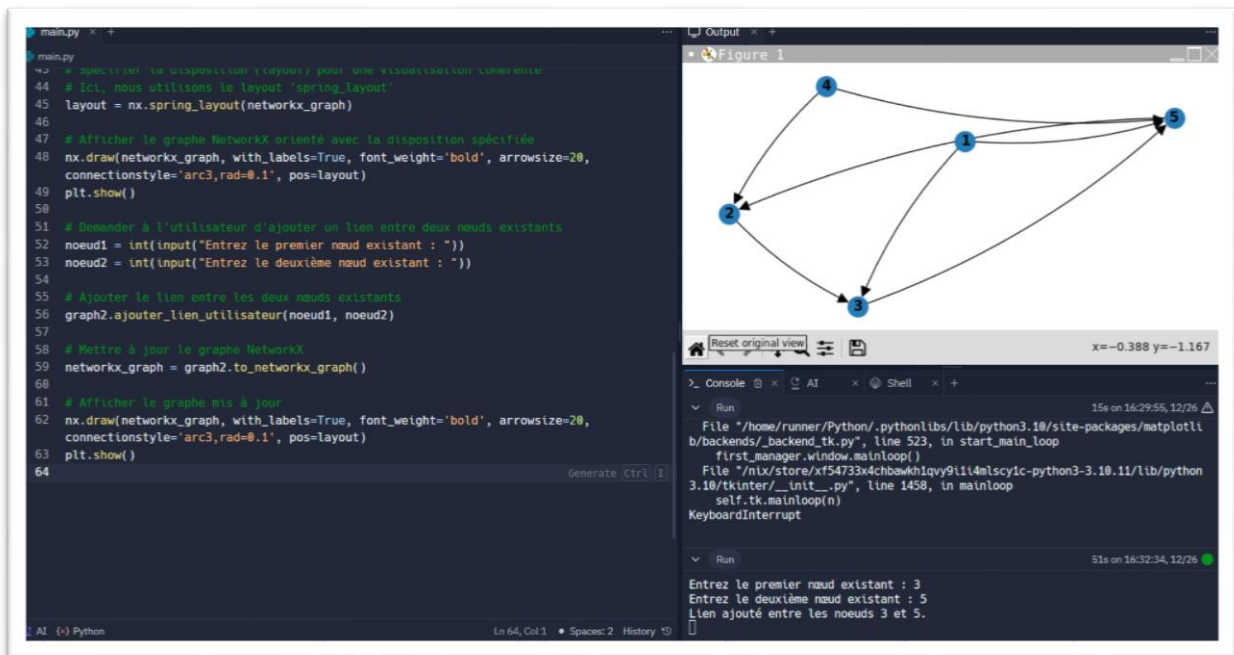 main.py × +
main.py
43 # Spécifier la disposition (layout) pour une visualisation cohérente
44 # Ici, nous utilisons le layout 'spring_layout'
45 layout = nx.spring_layout(networkx_graph)
46
47 # Afficher le graphe NetworkX orienté avec la disposition spécifiée
48 nx.draw(networkx_graph, with_labels=True, font_weight='bold', arrowsize=20,
connectionstyle='arc3,rad=0.1', pos=layout)
49 plt.show()
50
51 # Demander à l'utilisateur d'ajouter un lien entre deux nœuds existants
52 noeud1 = int(input("Entrez le premier nœud existant : "))
53 noeud2 = int(input("Entrez le deuxième nœud existant : "))
54
55 # Ajouter le lien entre les deux nœuds existants
56 graph2.ajouter_lien_utilisateur(noeud1, noeud2)
57
58 # Mettre à jour le graphe NetworkX
59 networkx_graph = graph2.to_networkx_graph()
60
61 # Afficher le graphe mis à jour
62 nx.draw(networkx_graph, with_labels=True, font_weight='bold', arrowsize=20,
connectionstyle='arc3,rad=0.1', pos=layout)
63 plt.show()
64
Generate Ctrl I
AI {×} Python
Ln 64, Col 1 • Spaces: 2 History
Output × +
Figure 1
4
5
1
2
3
Reset original view
x=−0.388 y=−1.167
Console × AI × Shell × +
Run 15s on 16:29:55, 12/26
File "/home/runner/Python/.pythonlibs/lib/python3.10/site-packages/matplotli
b/backends/_backend_tk.py", line 523, in start_main_loop
first_manager.window.mainloop()
File "/nix/store/xf54733x4chbawkh1qvy9i1i4mlscy1c-python3-3.10.11/lib/python
3.10/tkinter/__init__.py", line 1458, in mainloop
self.tk.mainloop(n)
KeyboardInterrupt
Run 51s on 16:32:34, 12/26
Entrez le premier nœud existant : 3
Entrez le deuxième nœud existant : 5
Lien ajouté entre les noeuds 3 et 5.